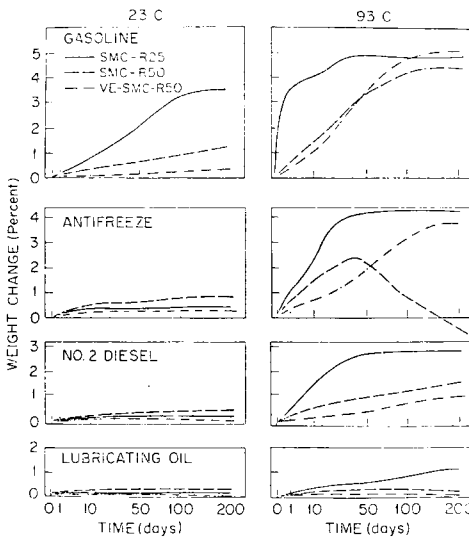 23 C
93 C
GASOLINE
SMC-R25
SMC-R50
VE-SMC-R50
5
4
3
2
1
0
ANTIFREEZE
4
3
2
1
0
NO. 2 DIESEL
3
2
1
0
LUBRICATING OIL
2
1
0
WEIGHT CHANGE (Percent)
0 1 10 50 100 200
0 1 10 50 100 200
TIME (days)
TIME (days)